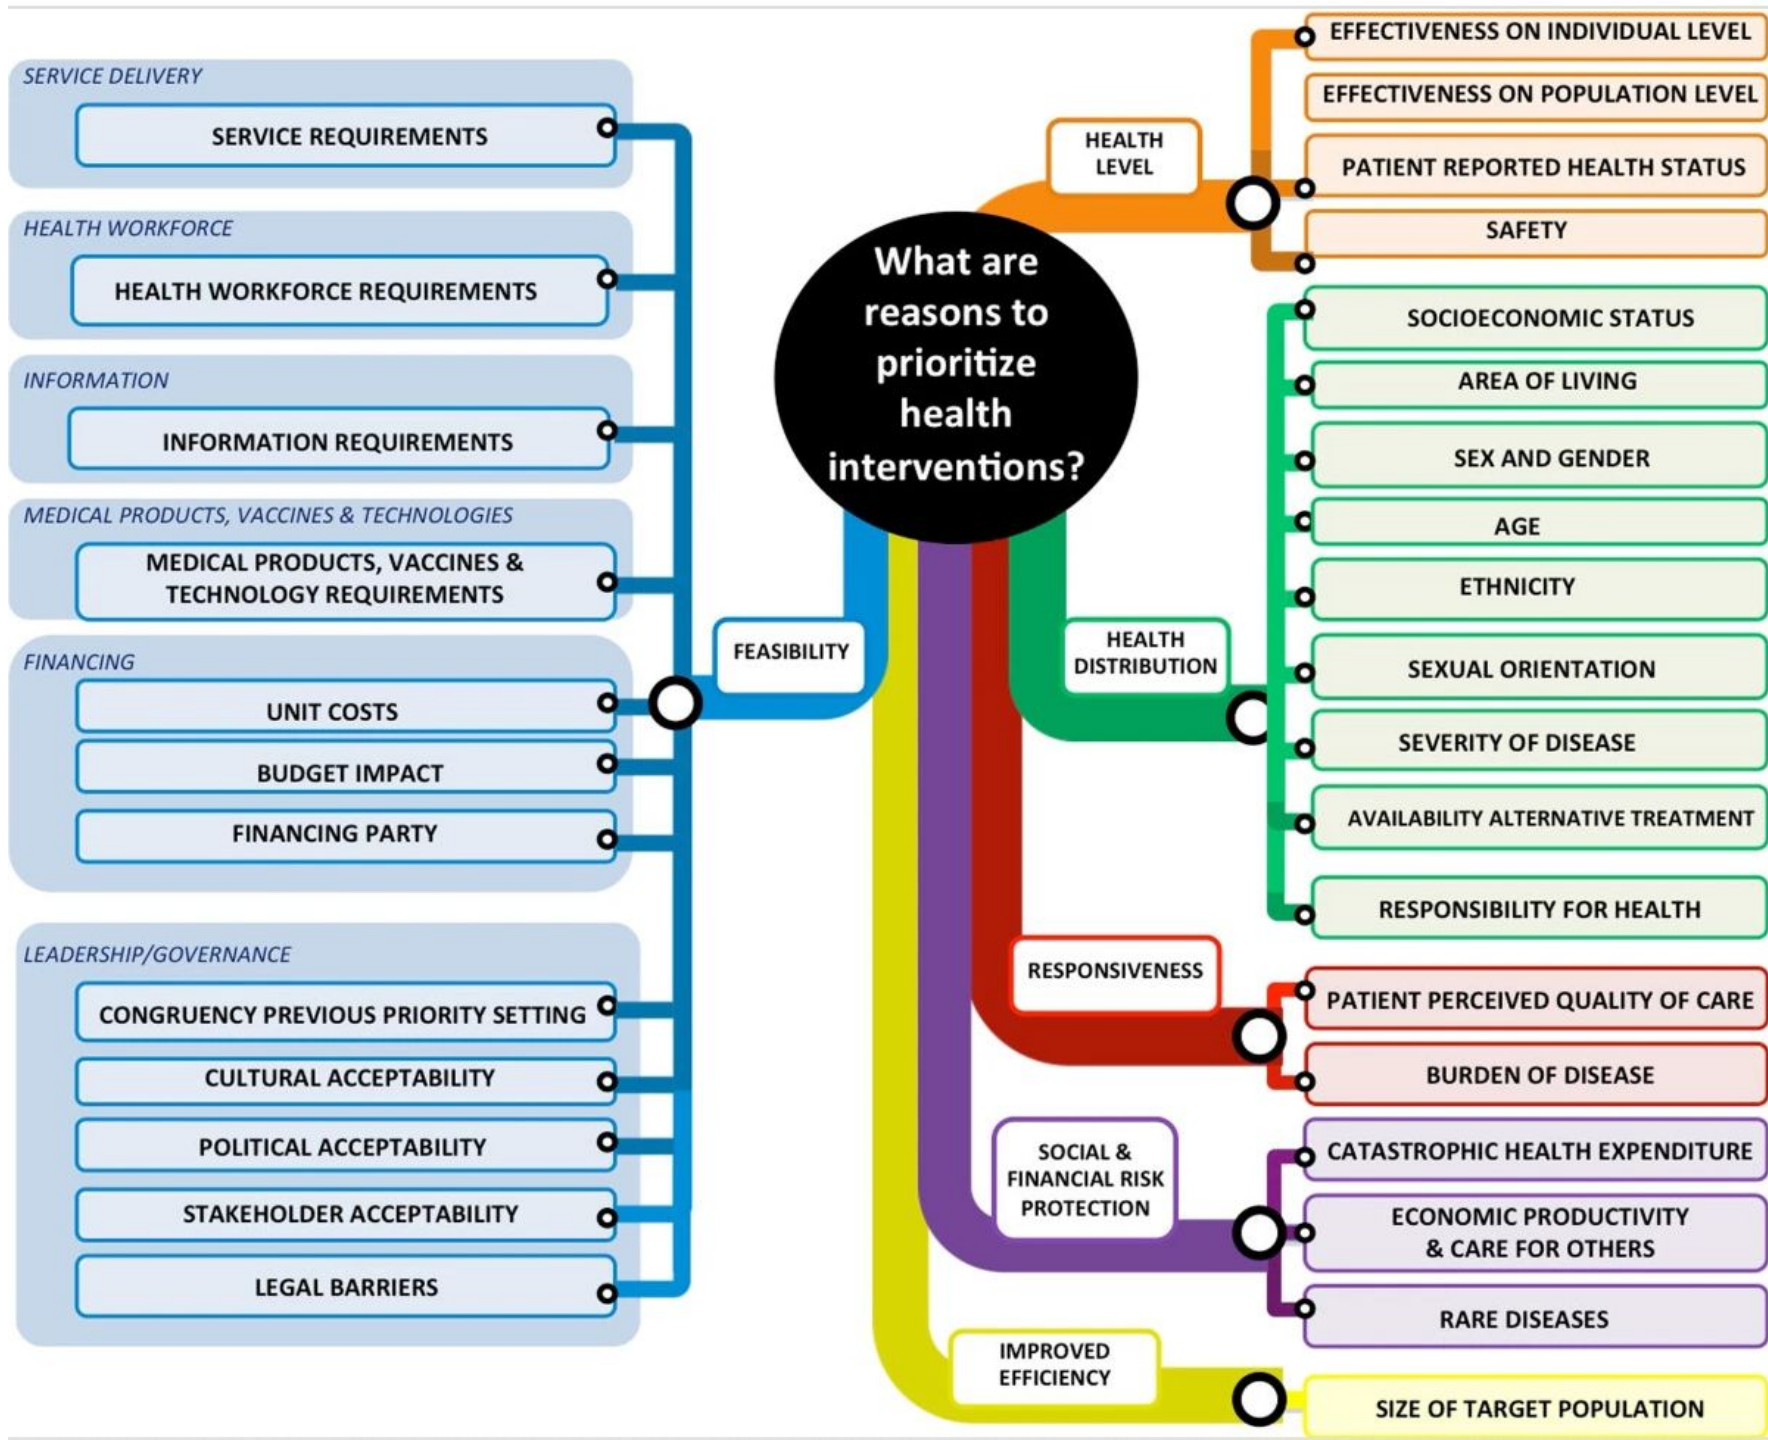 What are
reasons to
prioritize
health
interventions?
SERVICE DELIVERY
SERVICE REQUIREMENTS
HEALTH WORKFORCE
HEALTH WORKFORCE REQUIREMENTS
INFORMATION
INFORMATION REQUIREMENTS
MEDICAL PRODUCTS, VACCINES & TECHNOLOGIES
MEDICAL PRODUCTS, VACCINES &
TECHNOLOGY REQUIREMENTS
FINANCING
UNIT COSTS
BUDGET IMPACT
FINANCING PARTY
LEADERSHIP/GOVERNANCE
CONGRUENCY PREVIOUS PRIORITY SETTING
CULTURAL ACCEPTABILITY
POLITICAL ACCEPTABILITY
STAKEHOLDER ACCEPTABILITY
LEGAL BARRIERS
FEASIBILITY
HEALTH
LEVEL
EFFECTIVENESS ON INDIVIDUAL LEVEL
EFFECTIVENESS ON POPULATION LEVEL
PATIENT REPORTED HEALTH STATUS
SAFETY
HEALTH
DISTRIBUTION
SOCIOECONOMIC STATUS
AREA OF LIVING
SEX AND GENDER
AGE
ETHNICITY
SEXUAL ORIENTATION
SEVERITY OF DISEASE
AVAILABILITY ALTERNATIVE TREATMENT
RESPONSIBILITY FOR HEALTH
RESPONSIVENESS
PATIENT PERCEIVED QUALITY OF CARE
BURDEN OF DISEASE
SOCIAL &
FINANCIAL RISK
PROTECTION
CATASTROPHIC HEALTH EXPENDITURE
ECONOMIC PRODUCTIVITY
& CARE FOR OTHERS
RARE DISEASES
IMPROVED
EFFICIENCY
SIZE OF TARGET POPULATION